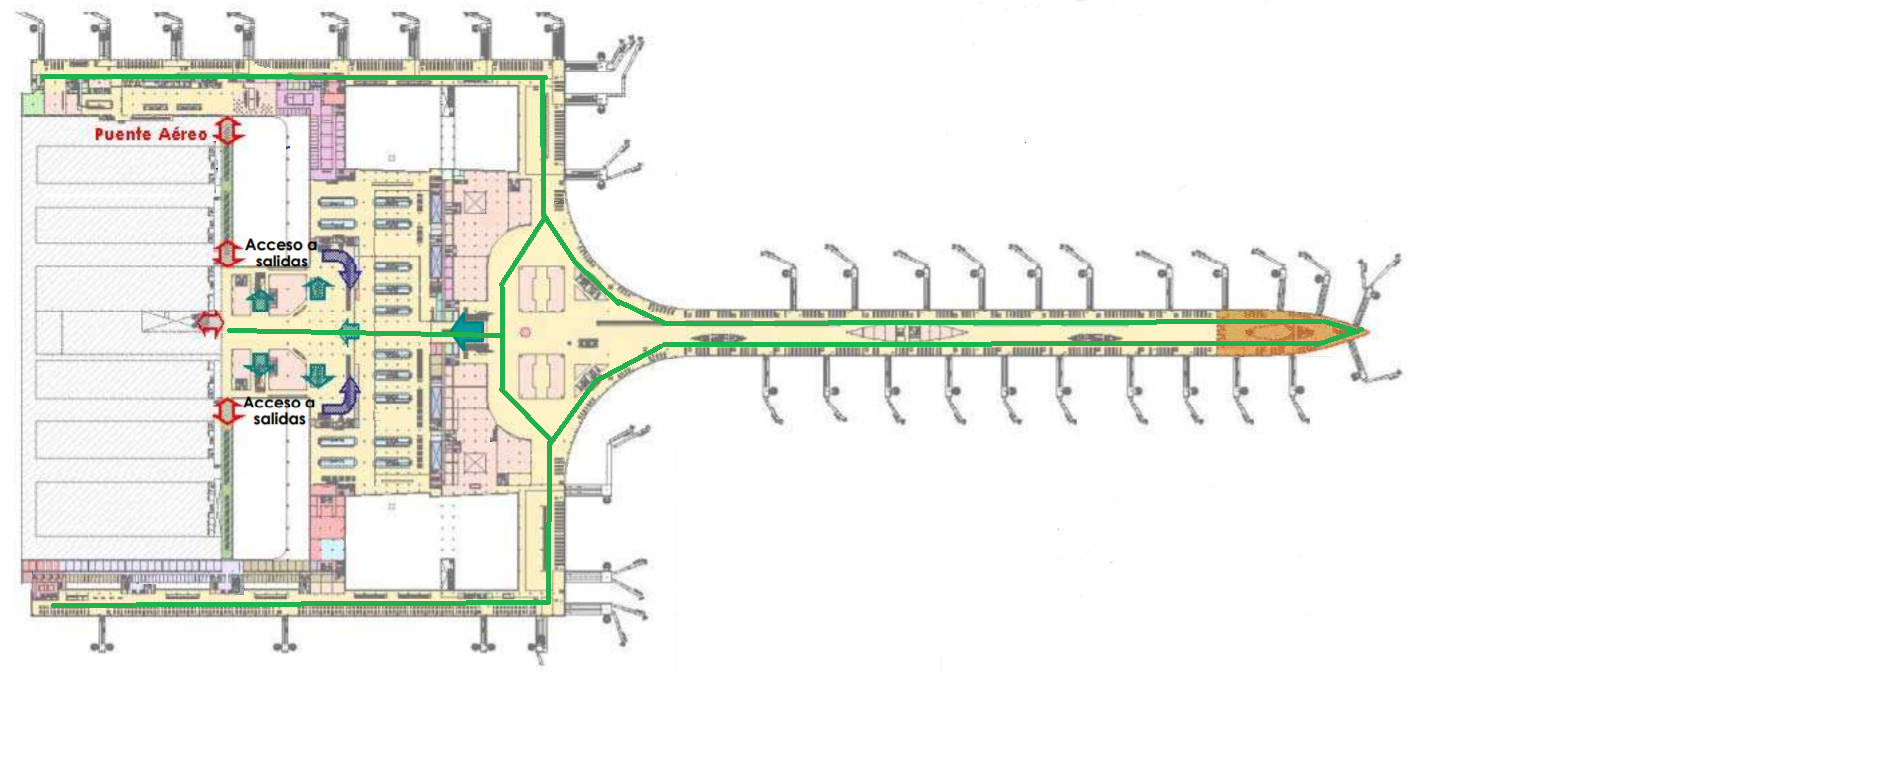 Puente Aéreo
Acceso a
salidas
Acceso a
salidas